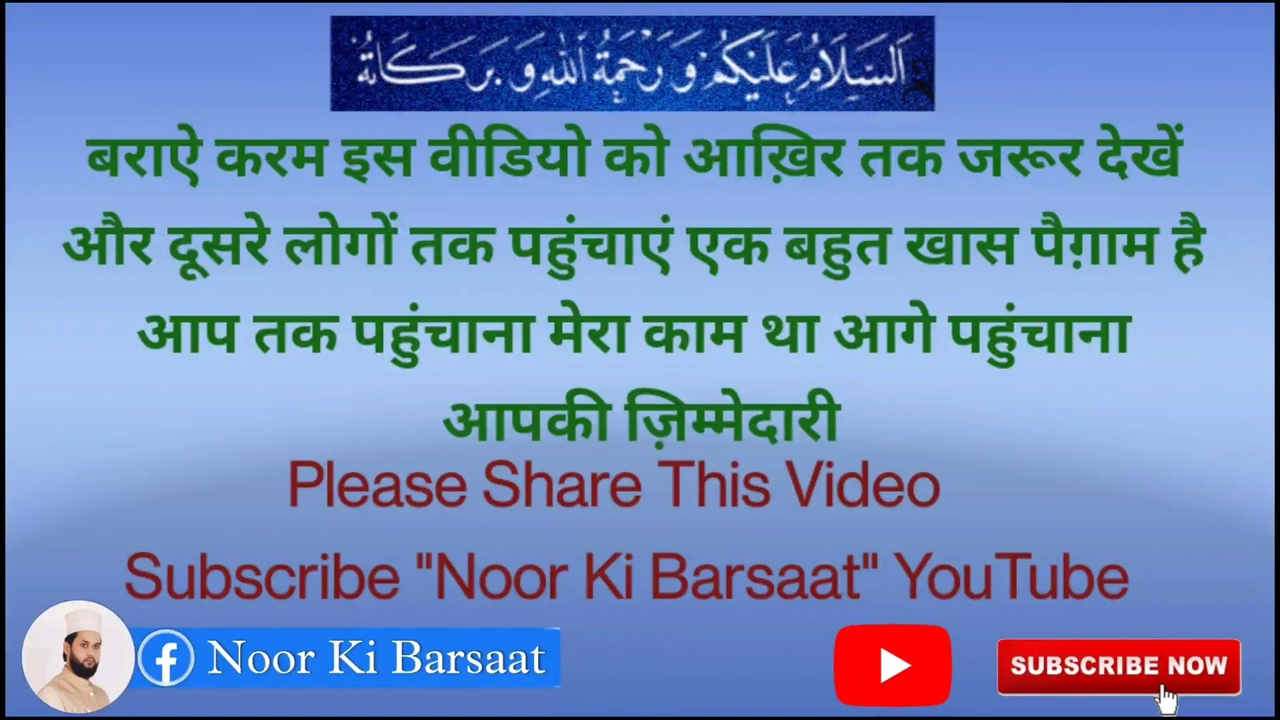 اَلسَّلَامُ عَلَيْكُمْ وَ رَحْمَةُ اللّٰهِ وَ بَرَكَاتُهُ
बराऐ करम इस वीडियो को आख़िर तक जरूर देखें
और दूसरे लोगों तक पहुंचाएं एक बहुत खास पैग़ाम है
आप तक पहुंचाना मेरा काम था आगे पहुंचाना
आपकी ज़िम्मेदारी
Please Share This Video
Subscribe "Noor Ki Barsaat" YouTube
Noor Ki Barsaat
SUBSCRIBE NOW